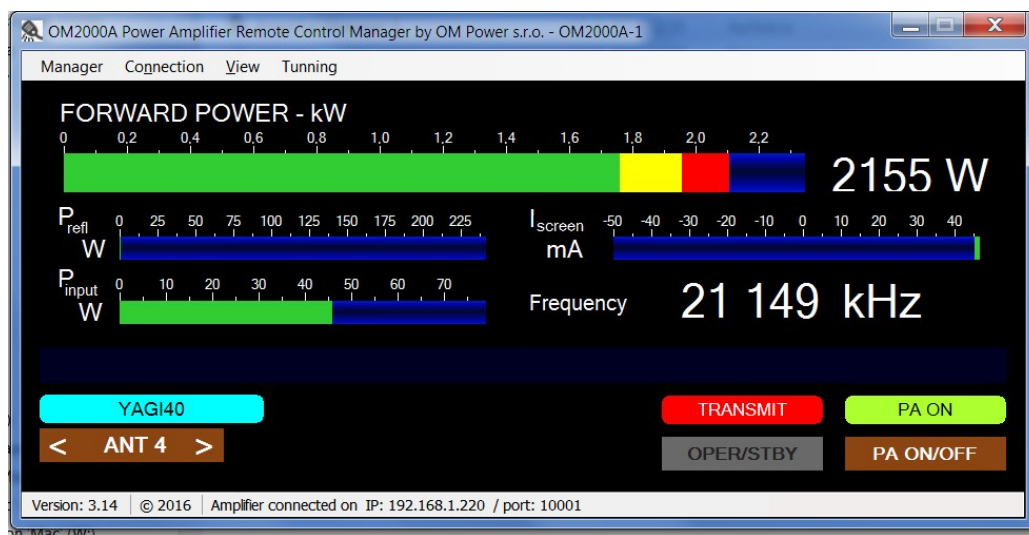 OM2000A Power Amplifier Remote Control Manager by OM Power s.r.o. - OM2000A-1
Manager Connection View Tunning
FORWARD POWER - kW
0 0,2 0,4 0,6 0,8 1,0 1,2 1,4 1,6 1,8 2,0 2,2
2155 W
Prefl W
0 25 50 75 100 125 150 175 200 225
Iscreen mA
-50 -40 -30 -20 -10 0 10 20 30 40
Pinput W
0 10 20 30 40 50 60 70
Frequency 21 149 kHz
YAGI40 TRANSMIT PA ON
< ANT 4 > OPER/STBY PA ON/OFF
Version: 3.14 © 2016 Amplifier connected on IP: 192.168.1.220 / port: 10001